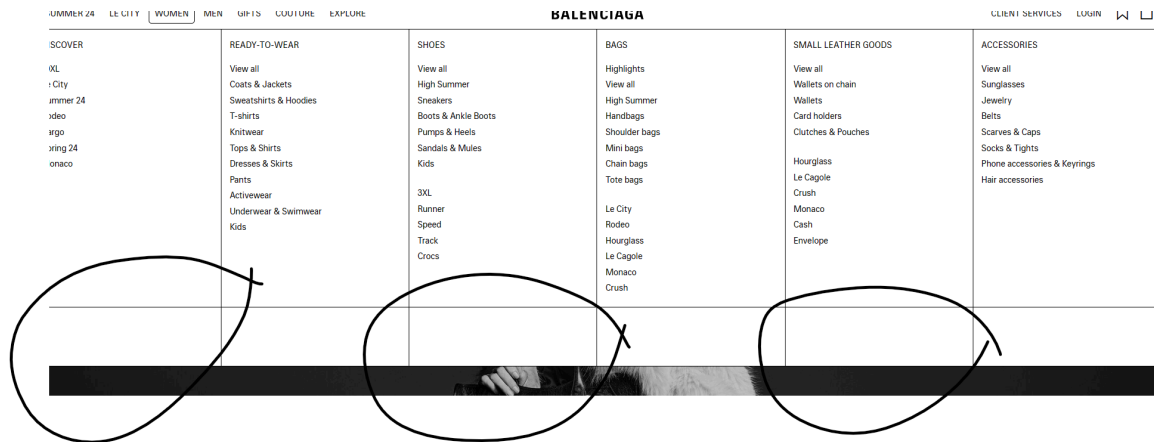 SUMMER 24 LE CITY WOMEN MEN GIFTS COUTURE EXPLORE
BALENCIAGA
CLIENT SERVICES LOGIN
ISCOVER
XL
City
ummer 24
odeo
argo
oring 24
onaco
READY-TO-WEAR
View all
Coats & Jackets
Sweatshirts & Hoodies
T-shirts
Knitwear
Tops & Shirts
Dresses & Skirts
Pants
Activewear
Underwear & Swimwear
Kids
SHOES
View all
High Summer
Sneakers
Boots & Ankle Boots
Pumps & Heels
Sandals & Mules
Kids
3XL
Runner
Speed
Track
Crocs
BAGS
Highlights
View all
High Summer
Handbags
Shoulder bags
Mini bags
Chain bags
Tote bags
Le City
Rodeo
Hourglass
Le Cagole
Monaco
Crush
SMALL LEATHER GOODS
View all
Wallets on chain
Wallets
Card holders
Clutches & Pouches
Hourglass
Le Cagole
Crush
Monaco
Cash
Envelope
ACCESSORIES
View all
Sunglasses
Jewelry
Belts
Scarves & Caps
Socks & Tights
Phone accessories & Keyrings
Hair accessories